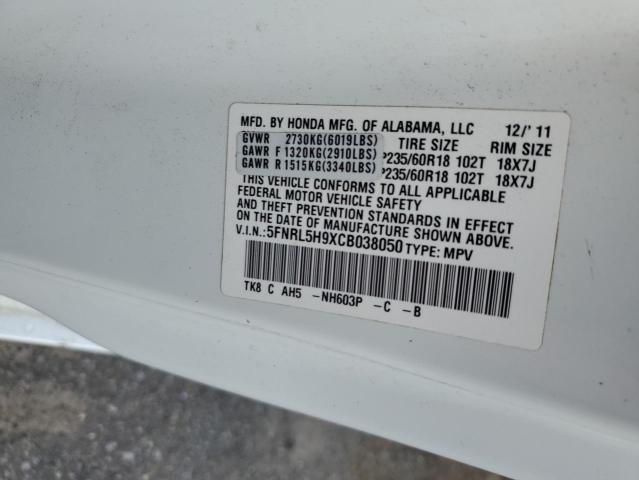 MFD. BY HONDA MFG. OF ALABAMA, LLC 12/'11
GVWR 2730KG(6019LBS) TIRE SIZE RIM SIZE
GAWR F 1320KG(2910LBS) P235/60R18 102T 18X7J
GAWR R 1515KG(3340LBS) P235/60R18 102T 18X7J
THIS VEHICLE CONFORMS TO ALL APPLICABLE
FEDERAL MOTOR VEHICLE SAFETY
AND THEFT PREVENTION STANDARDS IN EFFECT
ON THE DATE OF MANUFACTURE SHOWN ABOVE.
V.I.N.:5FNRL5H9XCB038050 TYPE: MPV
TK8 C AH5 -NH603P -C -B